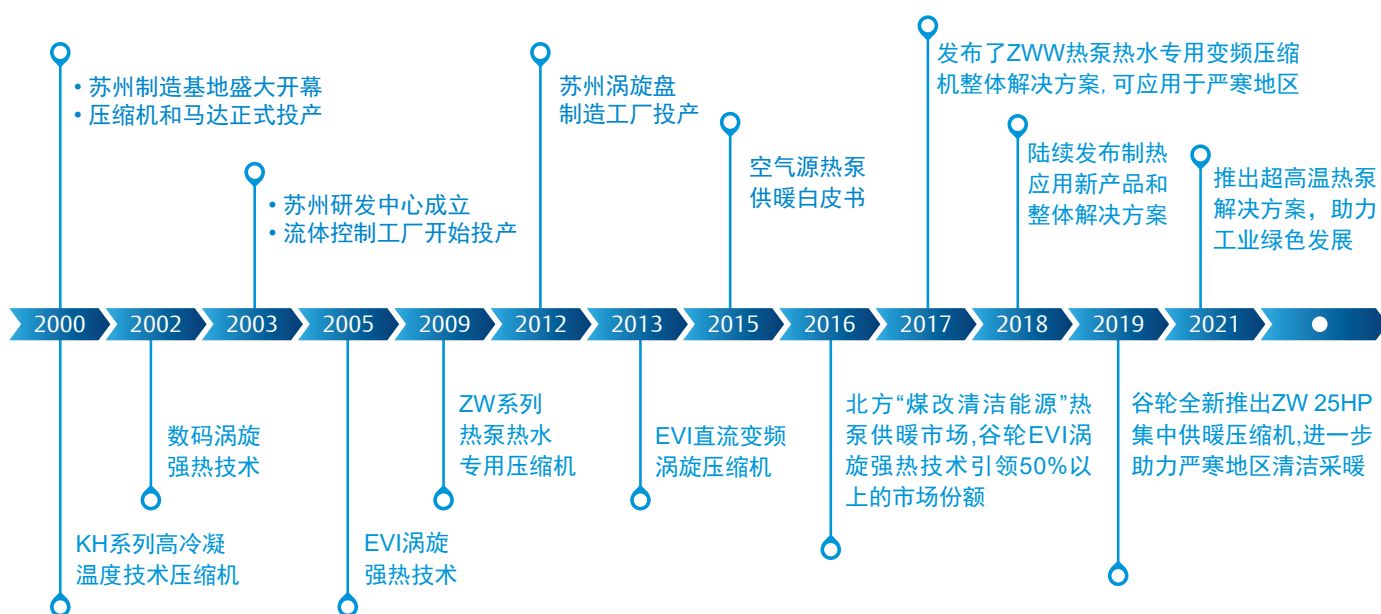 • 苏州制造基地盛大开幕
• 压缩机和马达正式投产
• 苏州研发中心成立
• 流体控制工厂开始投产
苏州涡旋盘
制造工厂投产
空气源热泵
供暖白皮书
发布了ZWW热泵热水专用变频压缩
机整体解决方案, 可应用于严寒地区
陆续发布制热
应用新产品和
整体解决方案
推出超高温热泵
解决方案，助力
工业绿色发展
2000 2002 2003 2005 2009 2012 2013 2015 2016 2017 2018 2019 2021
KH系列高冷凝
温度技术压缩机
数码涡旋
强热技术
EVI涡旋
强热技术
ZW系列
热泵热水
专用压缩机
EVI直流变频
涡旋压缩机
北方“煤改清洁能源”热
泵供暖市场,谷轮EVI涡
旋强热技术引领50%以
上的市场份额
谷轮全新推出ZW 25HP
集中供暖压缩机,进一步
助力严寒地区清洁采暖